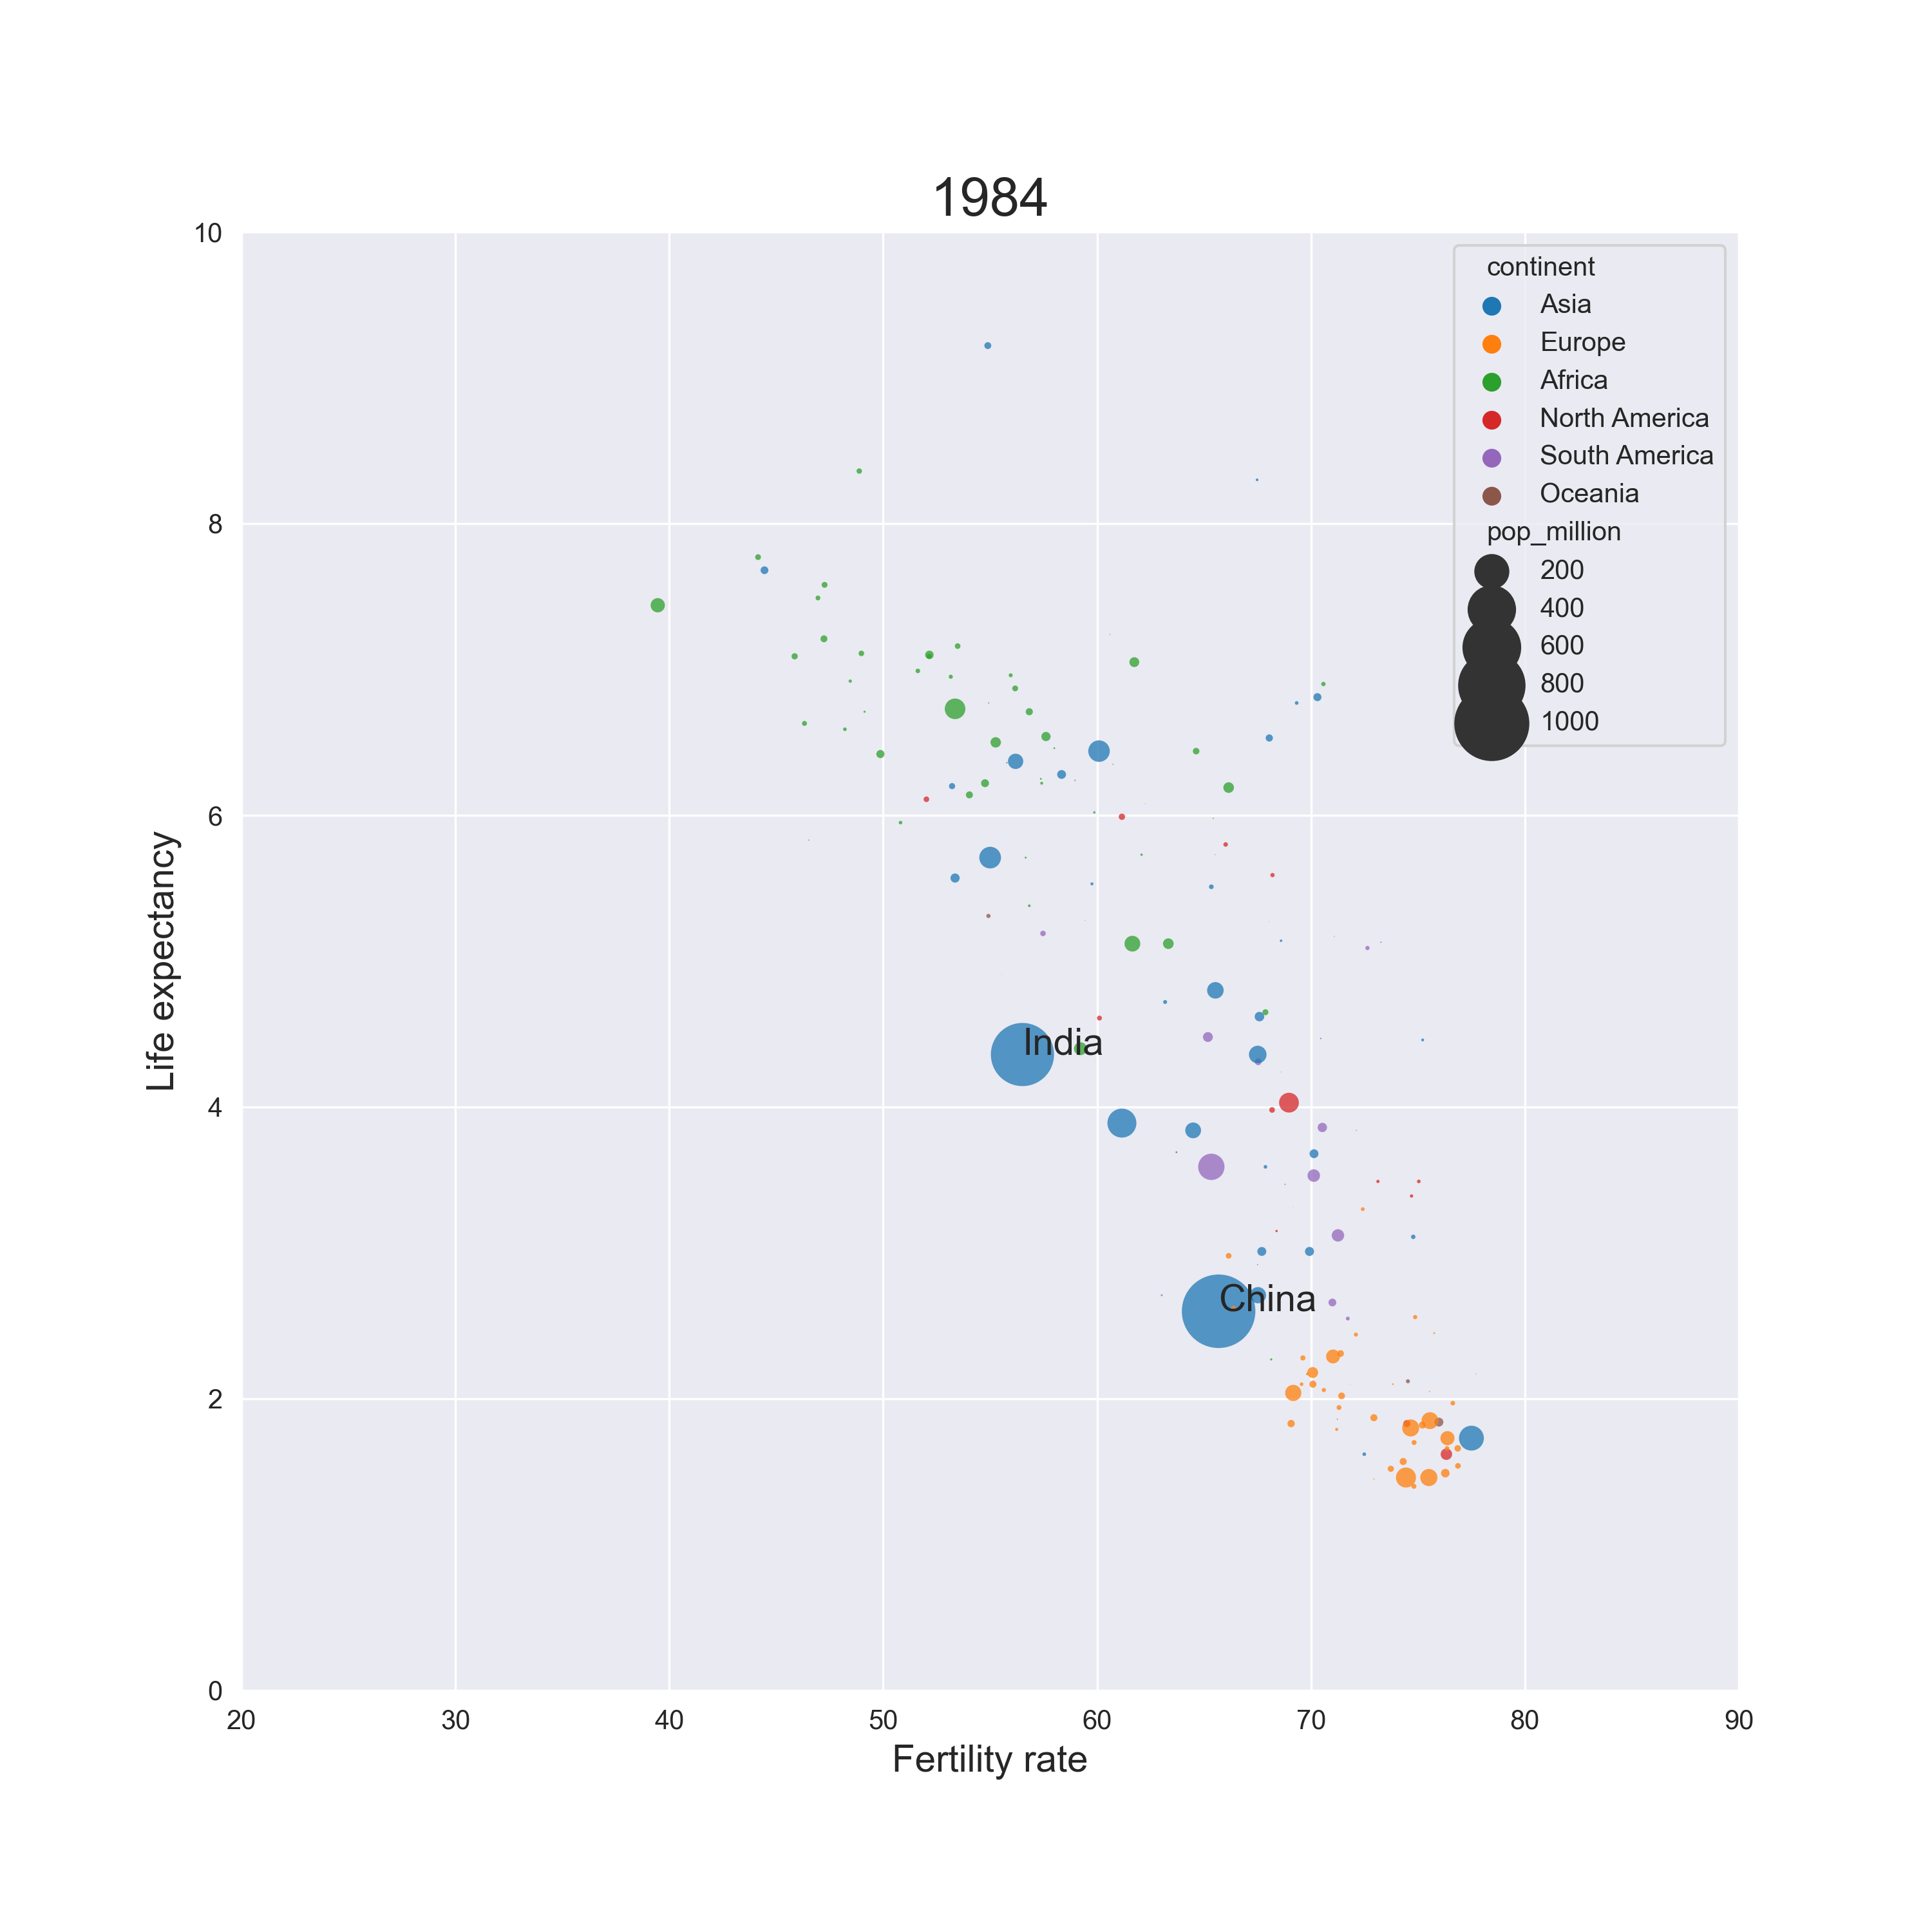 1984
10
8
6
4
2
0
Life expectancy
continent
Asia
Europe
Africa
North America
South America
Oceania
pop_million
200
400
600
800
1000
India
China
20 30 40 50 60 70 80 90
Fertility rate